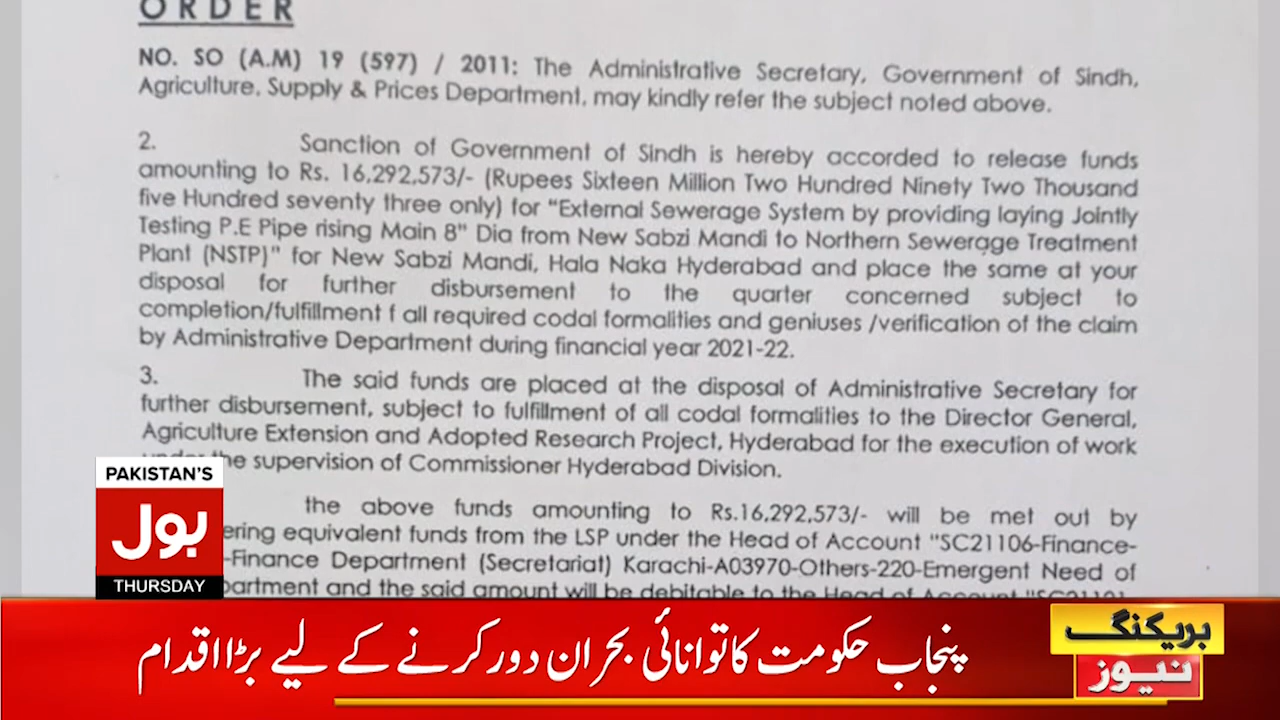 ORDER
NO. SO (A.M) 19 (597) / 2011: The Administrative Secretary, Government of Sindh,
Agriculture, Supply & Prices Department, may kindly refer the subject noted above.
2. Sanction of Government of Sindh is hereby accorded to release funds
amounting to Rs. 16,292,573/- (Rupees Sixteen Million Two Hundred Ninety Two Thousand
five Hundred seventy three only) for "External Sewerage System by providing laying Jointly
Testing P.E Pipe rising Main 8" Dia from New Sabzi Mandi to Northern Sewerage Treatment
Plant (NSTP)" for New Sabzi Mandi, Hala Naka Hyderabad and place the same at your
disposal for further disbursement to the quarter concerned subject to
completion/fulfillment f all required codal formalities and geniuses /verification of the claim
by Administrative Department during financial year 2021-22.
3. The said funds are placed at the disposal of Administrative Secretary for
further disbursement, subject to fulfillment of all codal formalities to the Director General,
Agriculture Extension and Adopted Research Project, Hyderabad for the execution of work
under the supervision of Commissioner Hyderabad Division.
the above funds amounting to Rs.16,292,573/- will be met out by
ering equivalent funds from the LSP under the Head of Account "SC21106-Finance-
-Finance Department (Secretariat) Karachi-A03970-Others-220-Emergent Need of
partment and the said amount will be debitable to the Head of Account
PAKISTAN'S
بول
THURSDAY
پنجاب حکومت کا توانائی بحران دور کرنے کے لیے بڑا اقدام
بریکنگ
نیوز